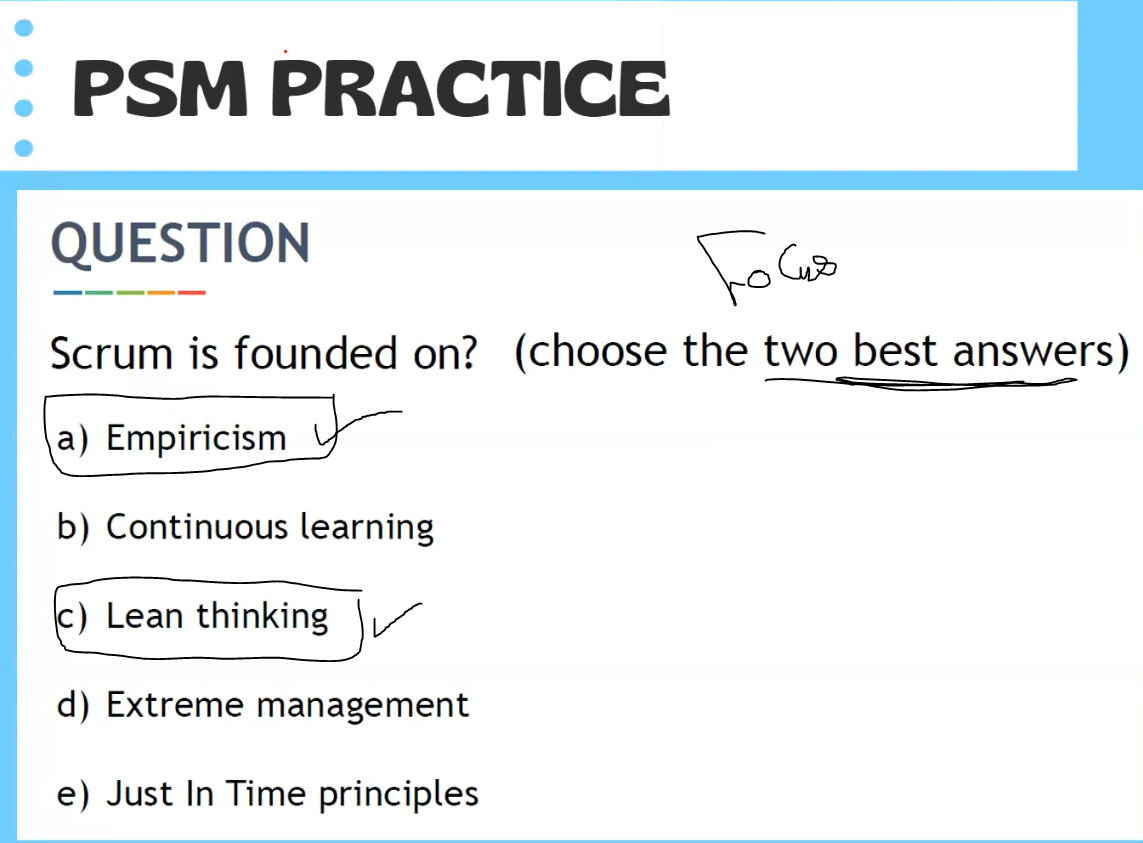 PSM PRACTICE
QUESTION
Focus
Scrum is founded on? (choose the two best answers)
a) Empiricism
b) Continuous learning
c) Lean thinking
d) Extreme management
e) Just In Time principles